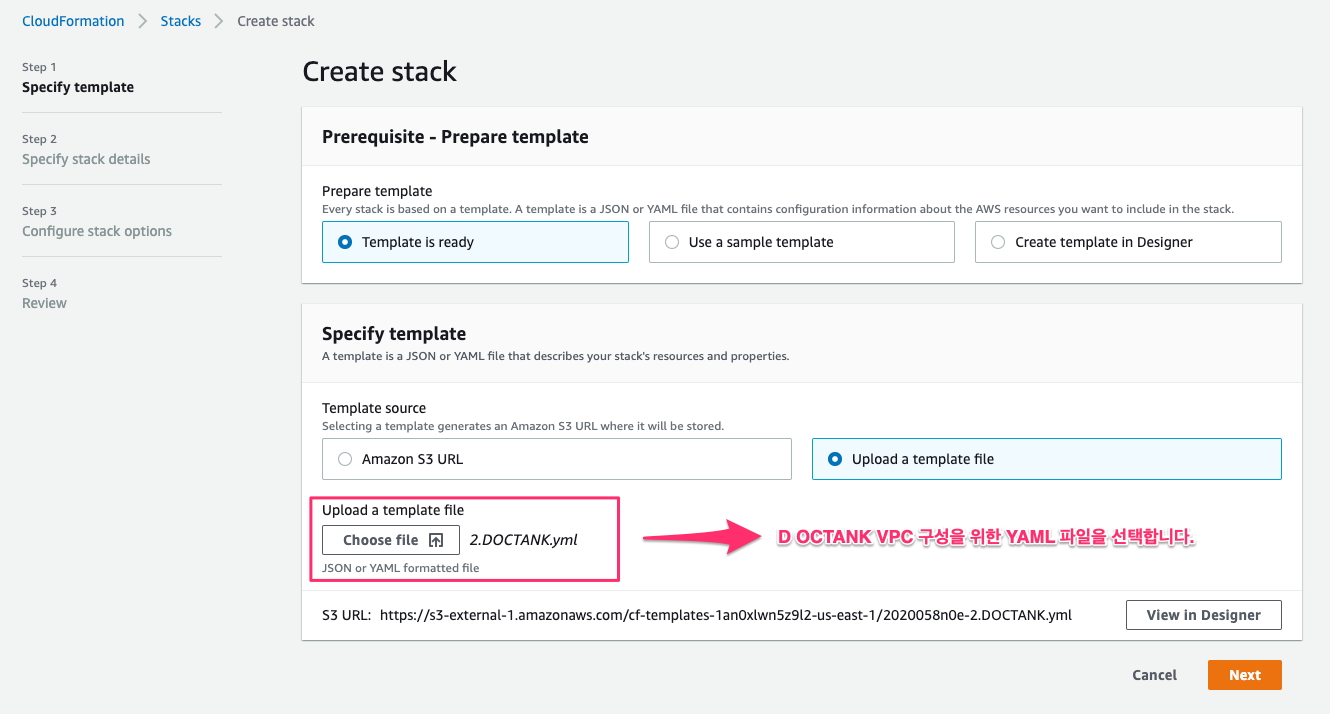 CloudFormation > Stacks > Create stack
Step 1
Specify template
Step 2
Specify stack details
Step 3
Configure stack options
Step 4
Review
Create stack
Prerequisite - Prepare template
Prepare template
Every stack is based on a template. A template is a JSON or YAML file that contains configuration information about the AWS resources you want to include in the stack.
Template is ready
Use a sample template
Create template in Designer
Specify template
A template is a JSON or YAML file that describes your stack's resources and properties.
Template source
Selecting a template generates an Amazon S3 URL where it will be stored.
Amazon S3 URL
Upload a template file
Upload a template file
Choose file 2.DOCTANK.yml
JSON or YAML formatted file
D OCTANK VPC 구성을 위한 YAML 파일을 선택합니다.
S3 URL: https://s3-external-1.amazonaws.com/cf-templates-1an0xlwn5z9l2-us-east-1/2020058n0e-2.DOCTANK.yml
View in Designer
Cancel
Next